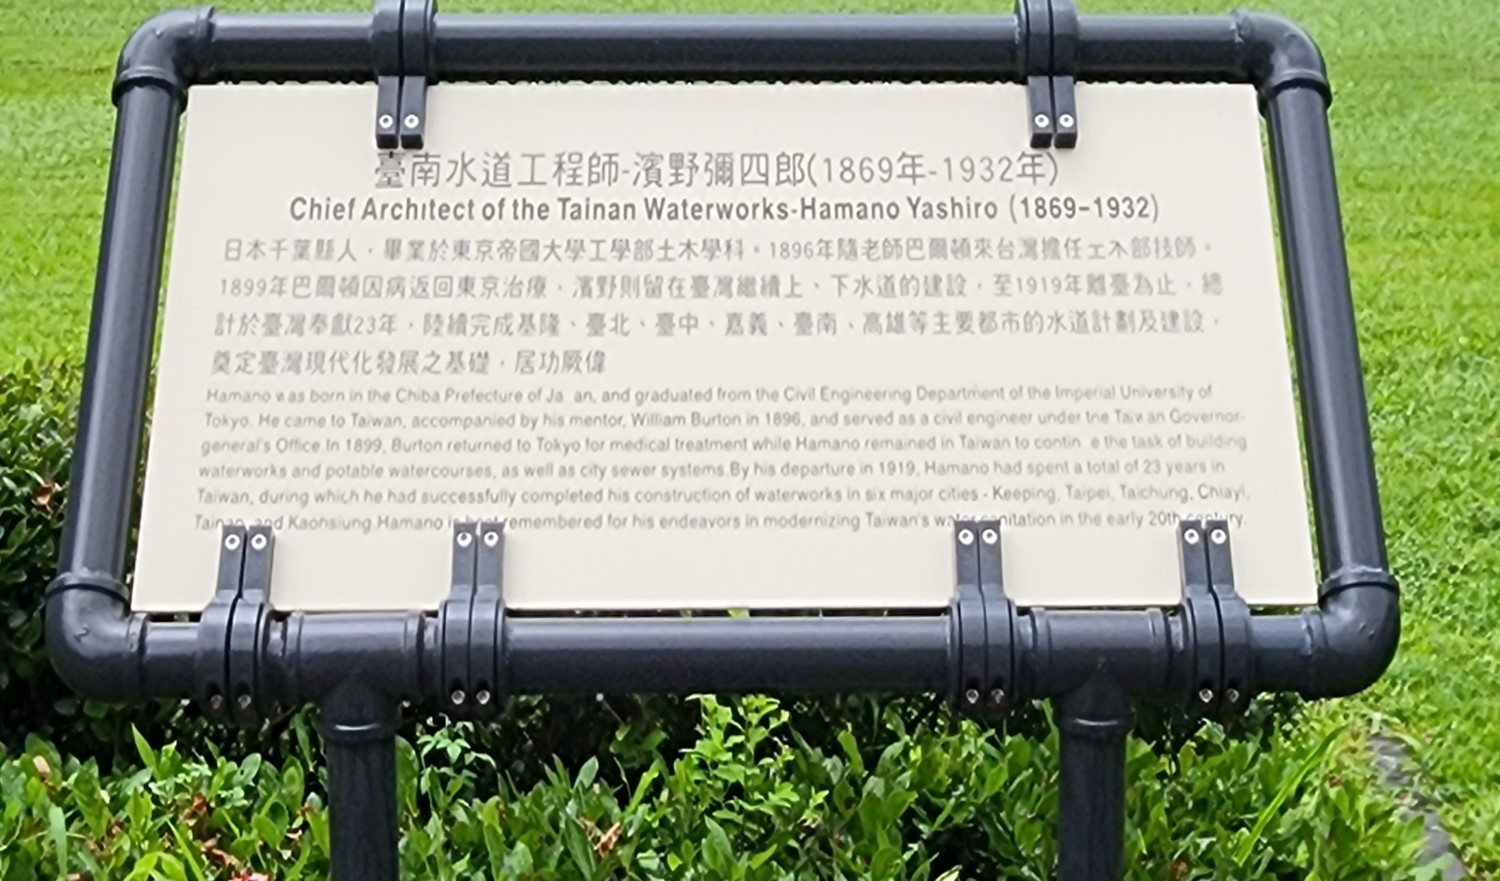 臺南水道工程師-濱野彌四郎(1869年-1932年)
Chief Architect of the Tainan Waterworks-Hamano Yashiro (1869-1932)
日本千葉縣人，畢業於東京帝國大學工學部土木學科。1896年隨老師巴爾頓來台灣擔任土木部技師。
1899年巴爾頓因病返回東京治療，濱野則留在臺灣繼續上、下水道的建設，至1919年離臺為止，總
計於臺灣奉獻23年，陸續完成基隆、臺北、臺中、嘉義、臺南、高雄等主要都市的水道計劃及建設，
奠定臺灣現代化發展之基礎，居功厥偉
Hamano was born in the Chiba Prefecture of Ja an, and graduated from the Civil Engineering Department of the Imperial University of
Tokyo. He came to Taiwan, accompanied by his mentor, William Burton in 1896, and served as a civil engineer under the Taiwan Governor-
general's Office.In 1899, Burton returned to Tokyo for medical treatment while Hamano remained in Taiwan to contin e the task of building
waterworks and potable watercourses, as well as city sewer systems.By his departure in 1919, Hamano had spent a total of 23 years in
Taiwan, during which he had successfully completed his construction of waterworks in six major cities - Keeping, Taipei, Taichung, Chiayi,
Tainan, and Kaohsiung.Hamano is best remembered for his endeavors in modernizing Taiwan's water sanitation in the early 20th century.